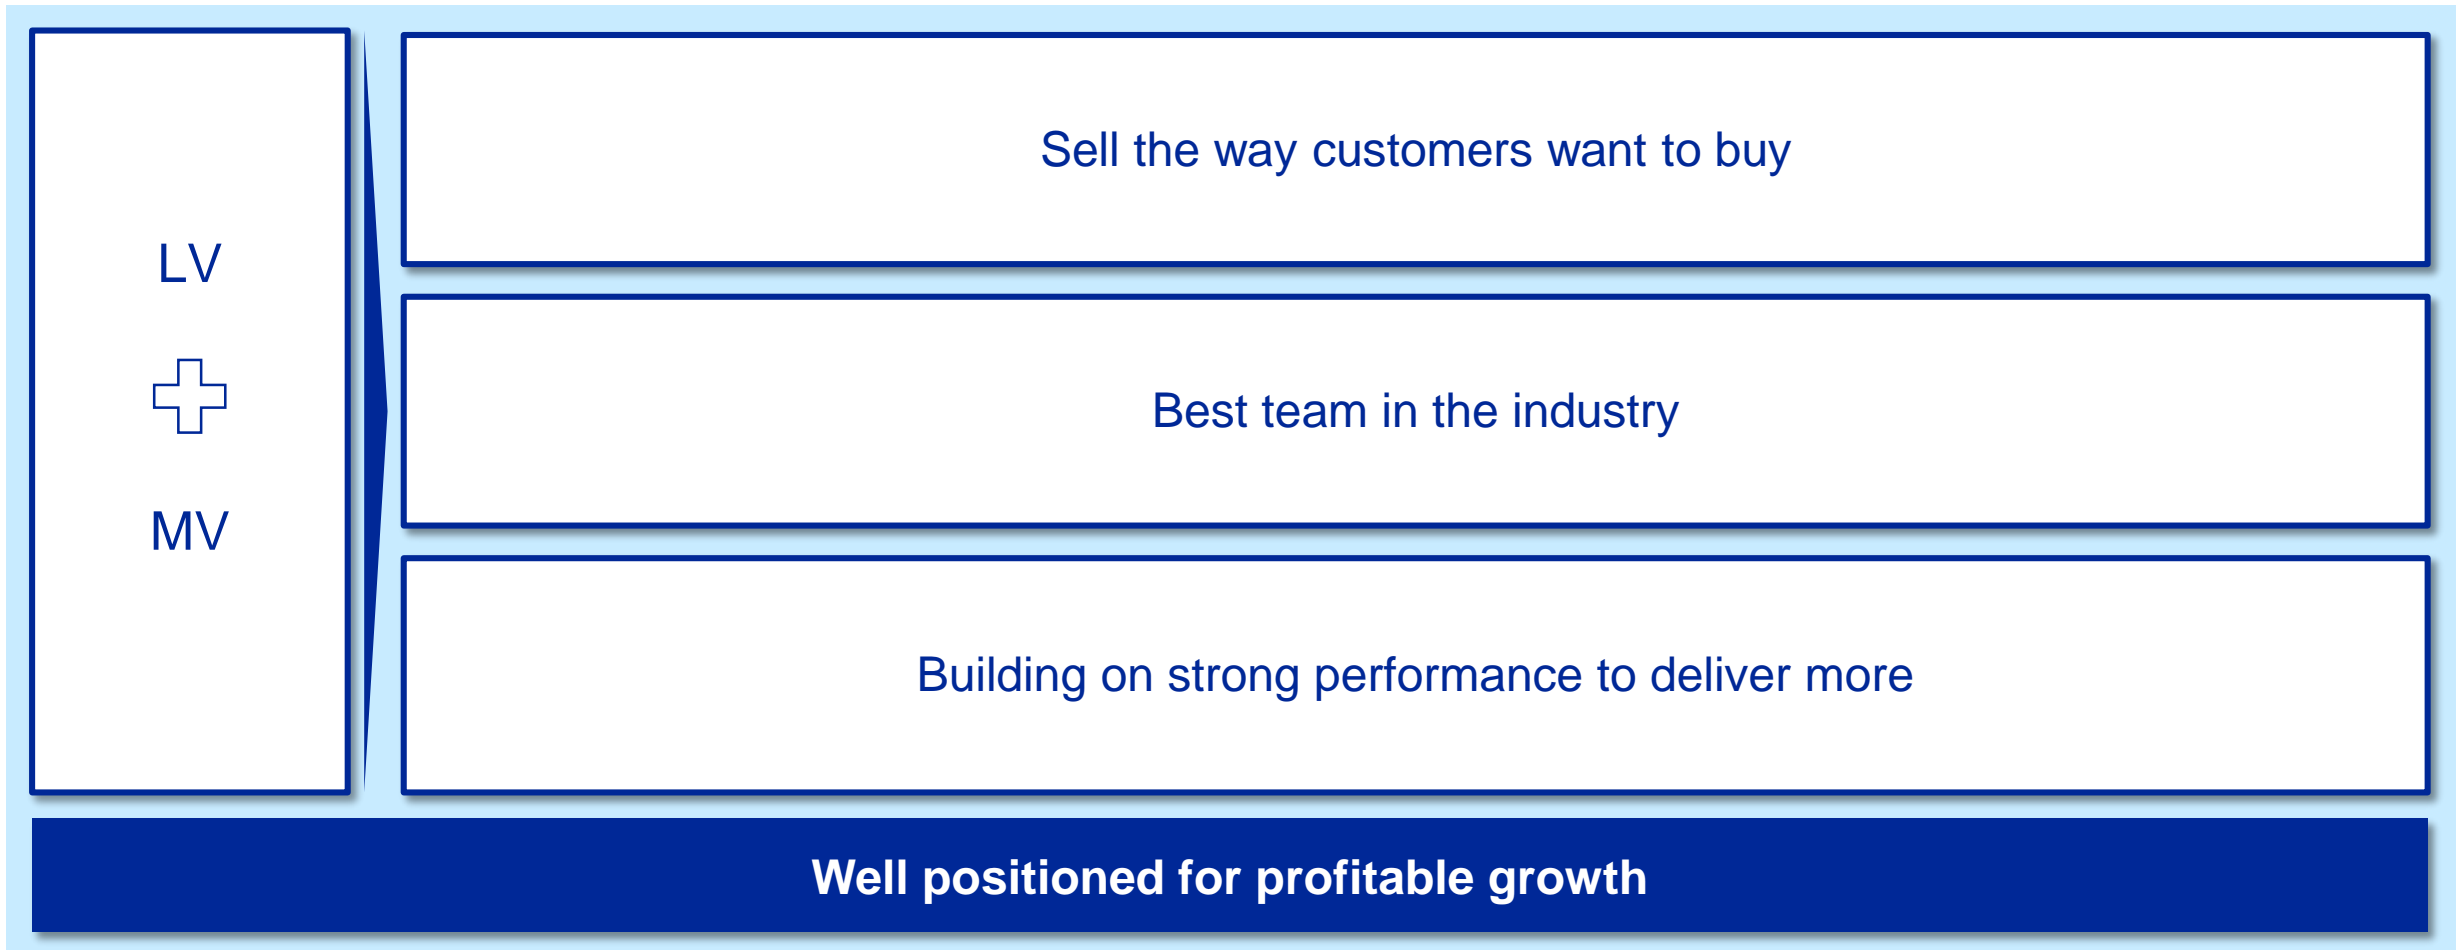 LV
MV
Sell the way customers want to buy
Best team in the industry
Building on strong performance to deliver more
Well positioned for profitable growth